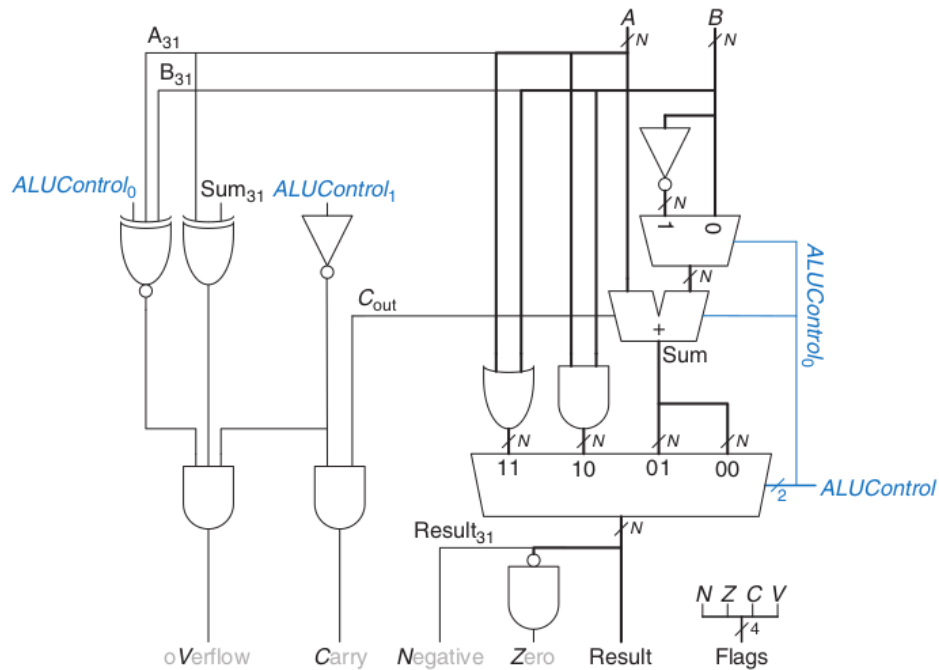 A B
A31 N N
B31
ALUControl0 Sum31 ALUControl1
N
1 0
N
ALUControl0
Cout
+
Sum
N N N N
11 10 01 00
2 ALUControl
Result31 N
N Z C V
4
oVerflow Carry Negative Zero Result Flags